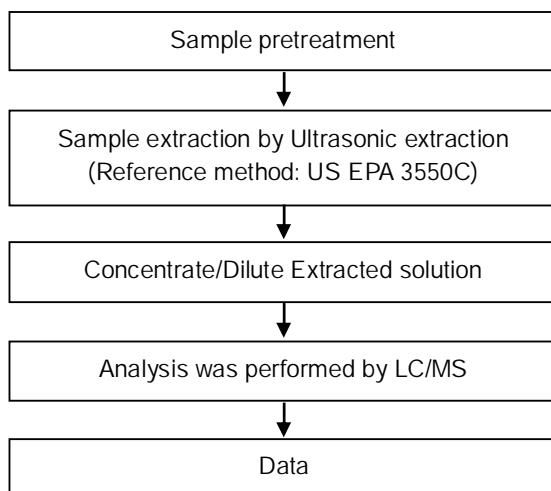 Sample pretreatment
Sample extraction by Ultrasonic extraction
(Reference method: US EPA 3550C)
Concentrate/Dilute Extracted solution
Analysis was performed by LC/MS
Data